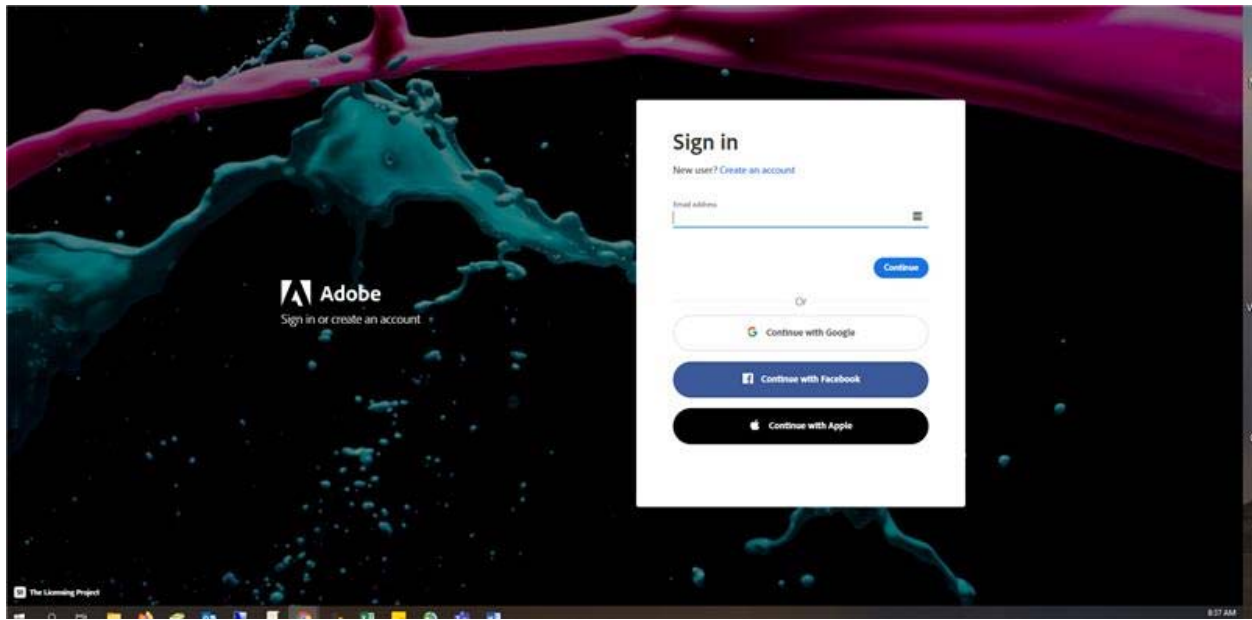 Adobe
Sign in or create an account
Sign in
New user? Create an account
Email address
Continue
Or
Continue with Google
Continue with Facebook
Continue with Apple
The Licensing Project
8:37 AM